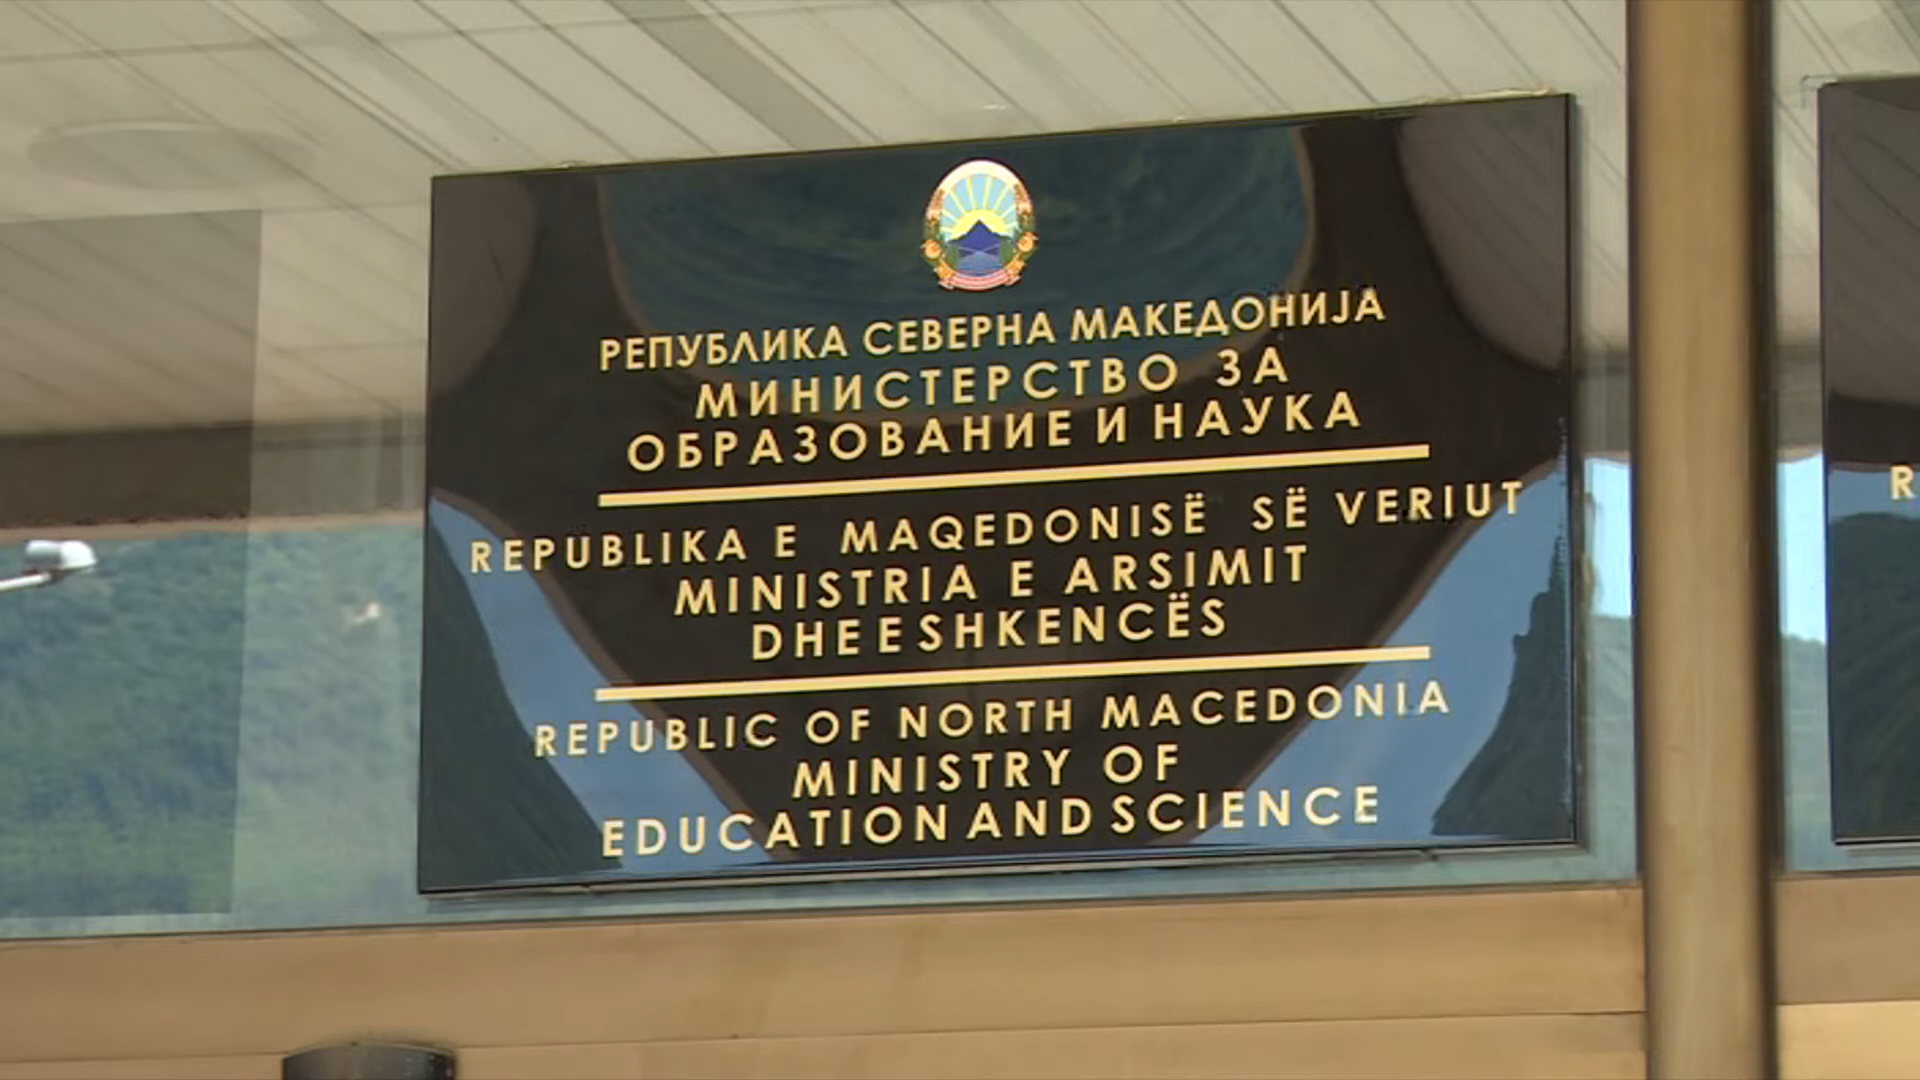 РЕПУБЛИКА СЕВЕРНА МАКЕДОНИЈА
МИНИСТЕРСТВО ЗА
ОБРАЗОВАНИЕ И НАУКА
REPUBLIKA E MAQEDONISË SË VERIUT
MINISTRIA E ARSIMIT
DHE E SHKENCËS
REPUBLIC OF NORTH MACEDONIA
MINISTRY OF
EDUCATION AND SCIENCE